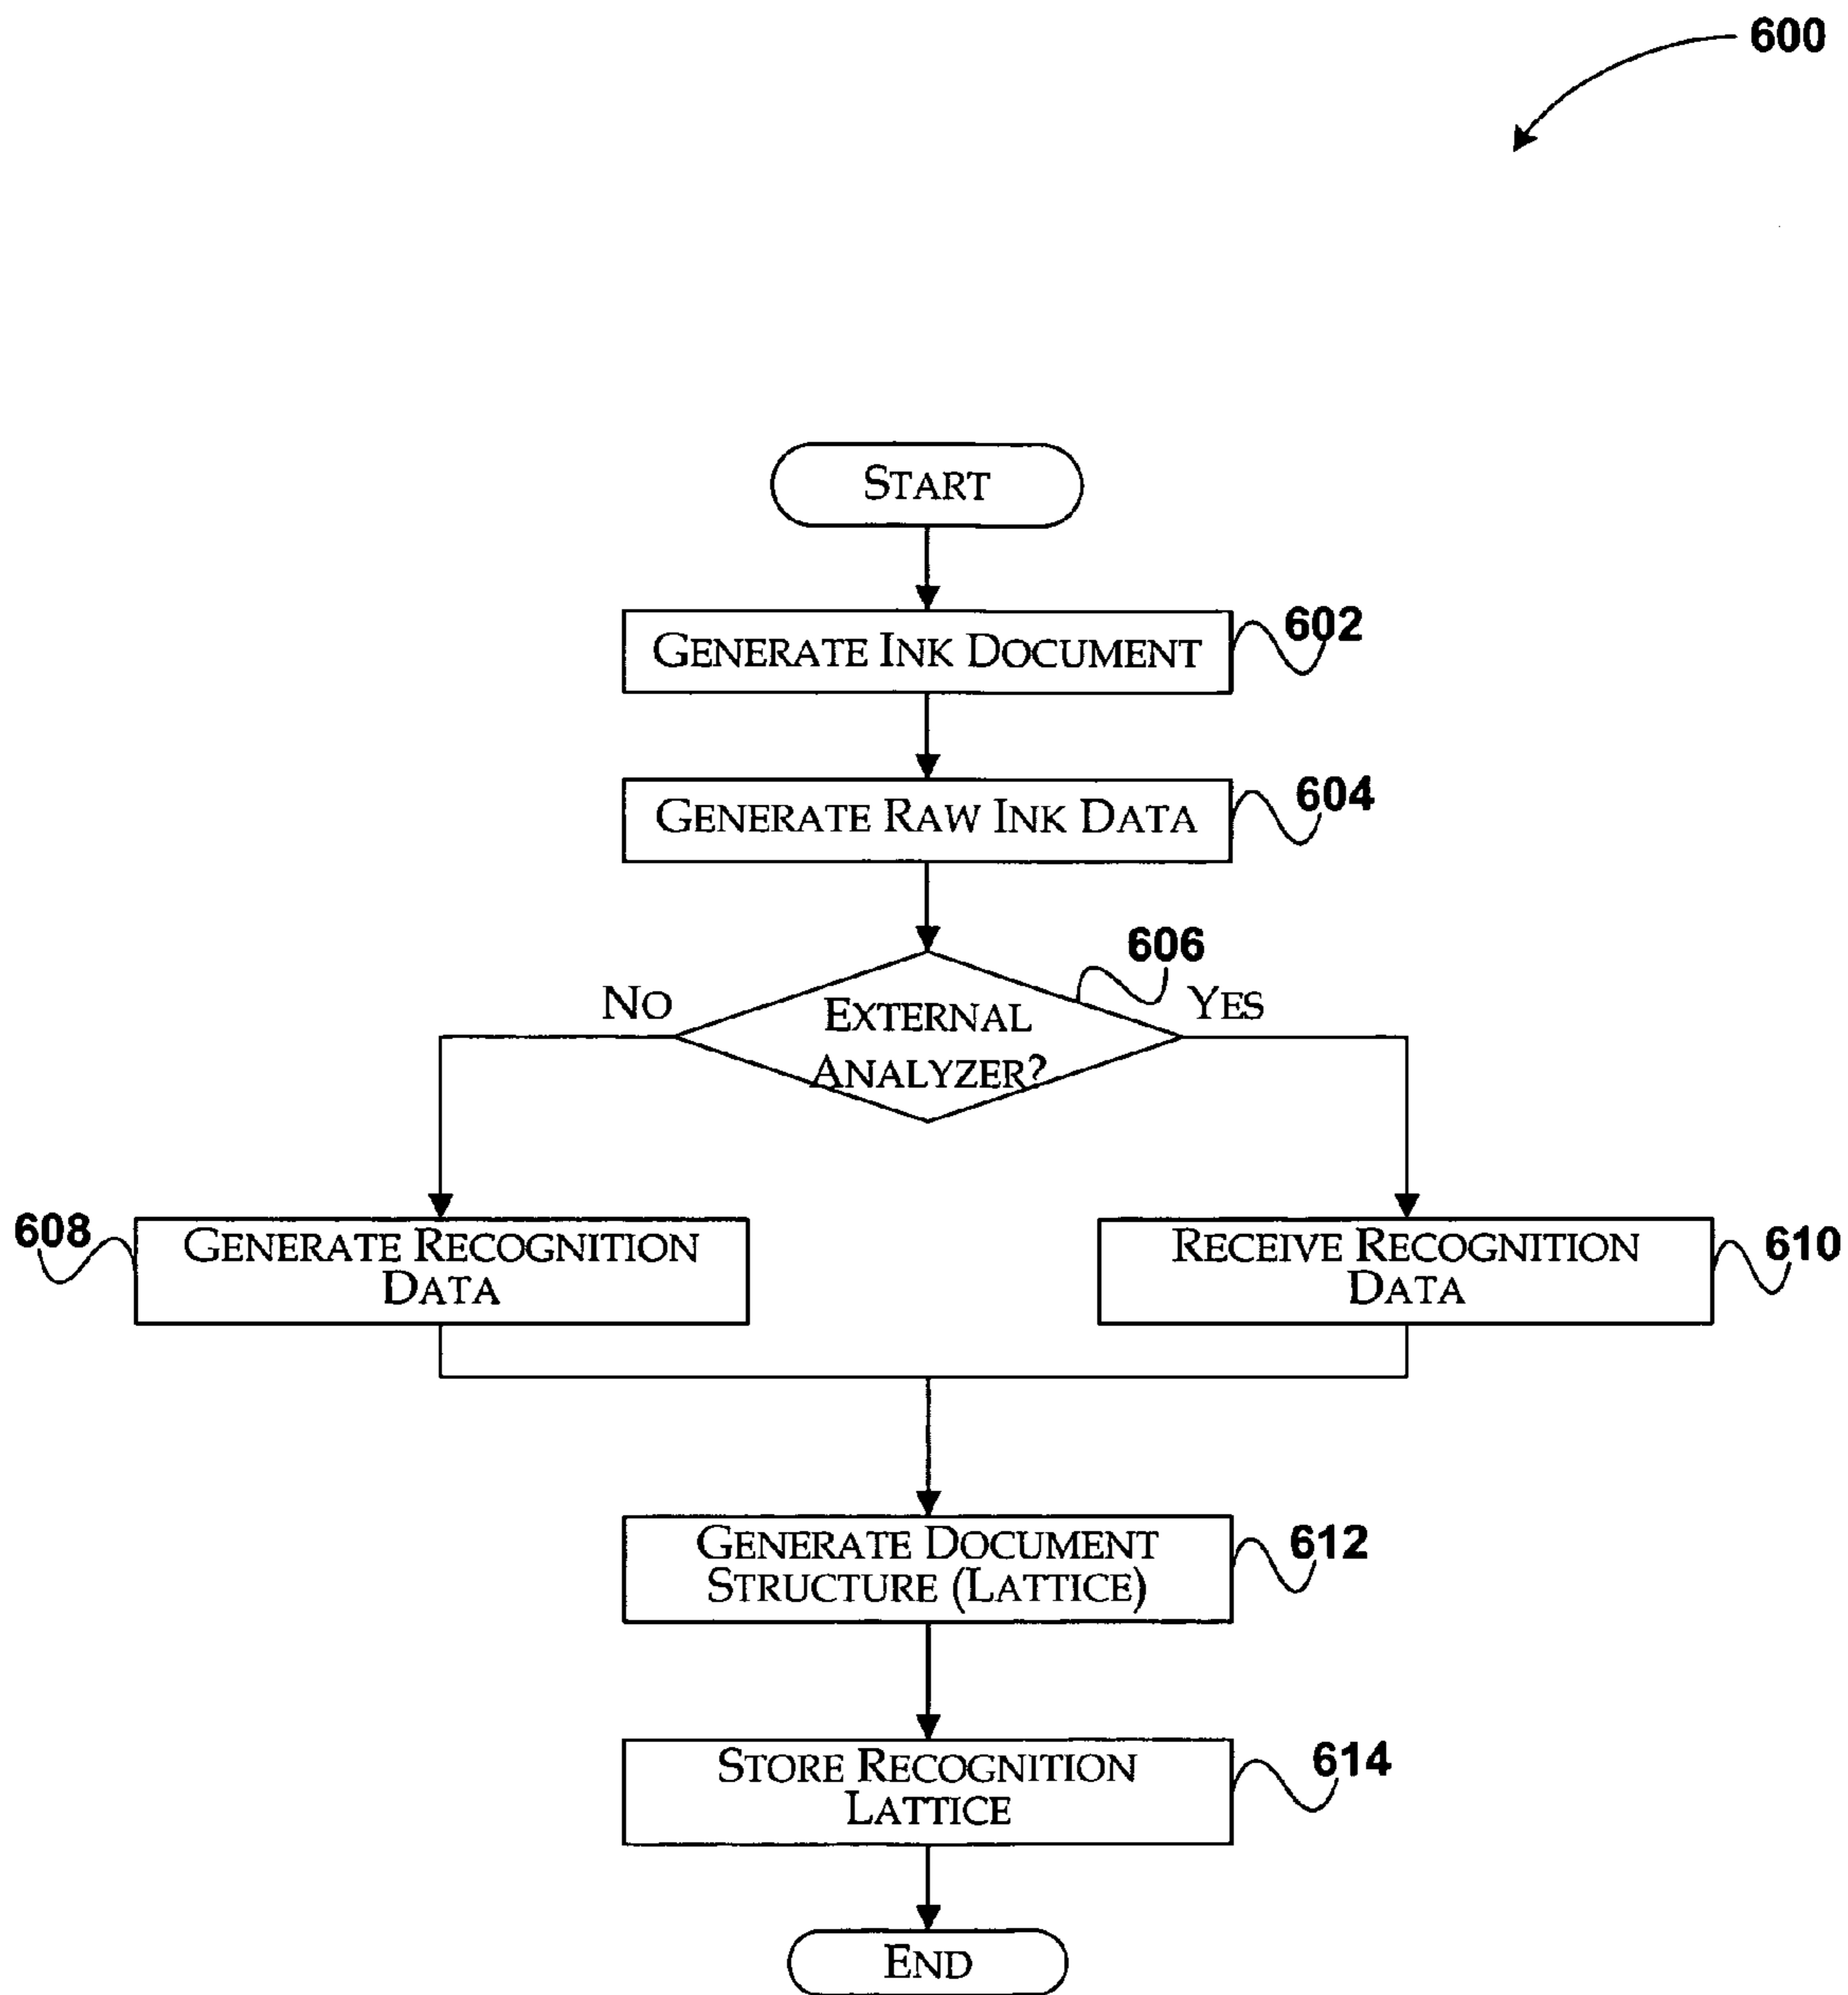 600
START
GENERATE INK DOCUMENT
602
GENERATE RAW INK DATA
604
606
NO
YES
EXTERNAL
ANALYZER?
608
GENERATE RECOGNITION
DATA
RECEIVE RECOGNITION
DATA
610
GENERATE DOCUMENT
STRUCTURE (LATTICE)
612
STORE RECOGNITION
LATTICE
614
END